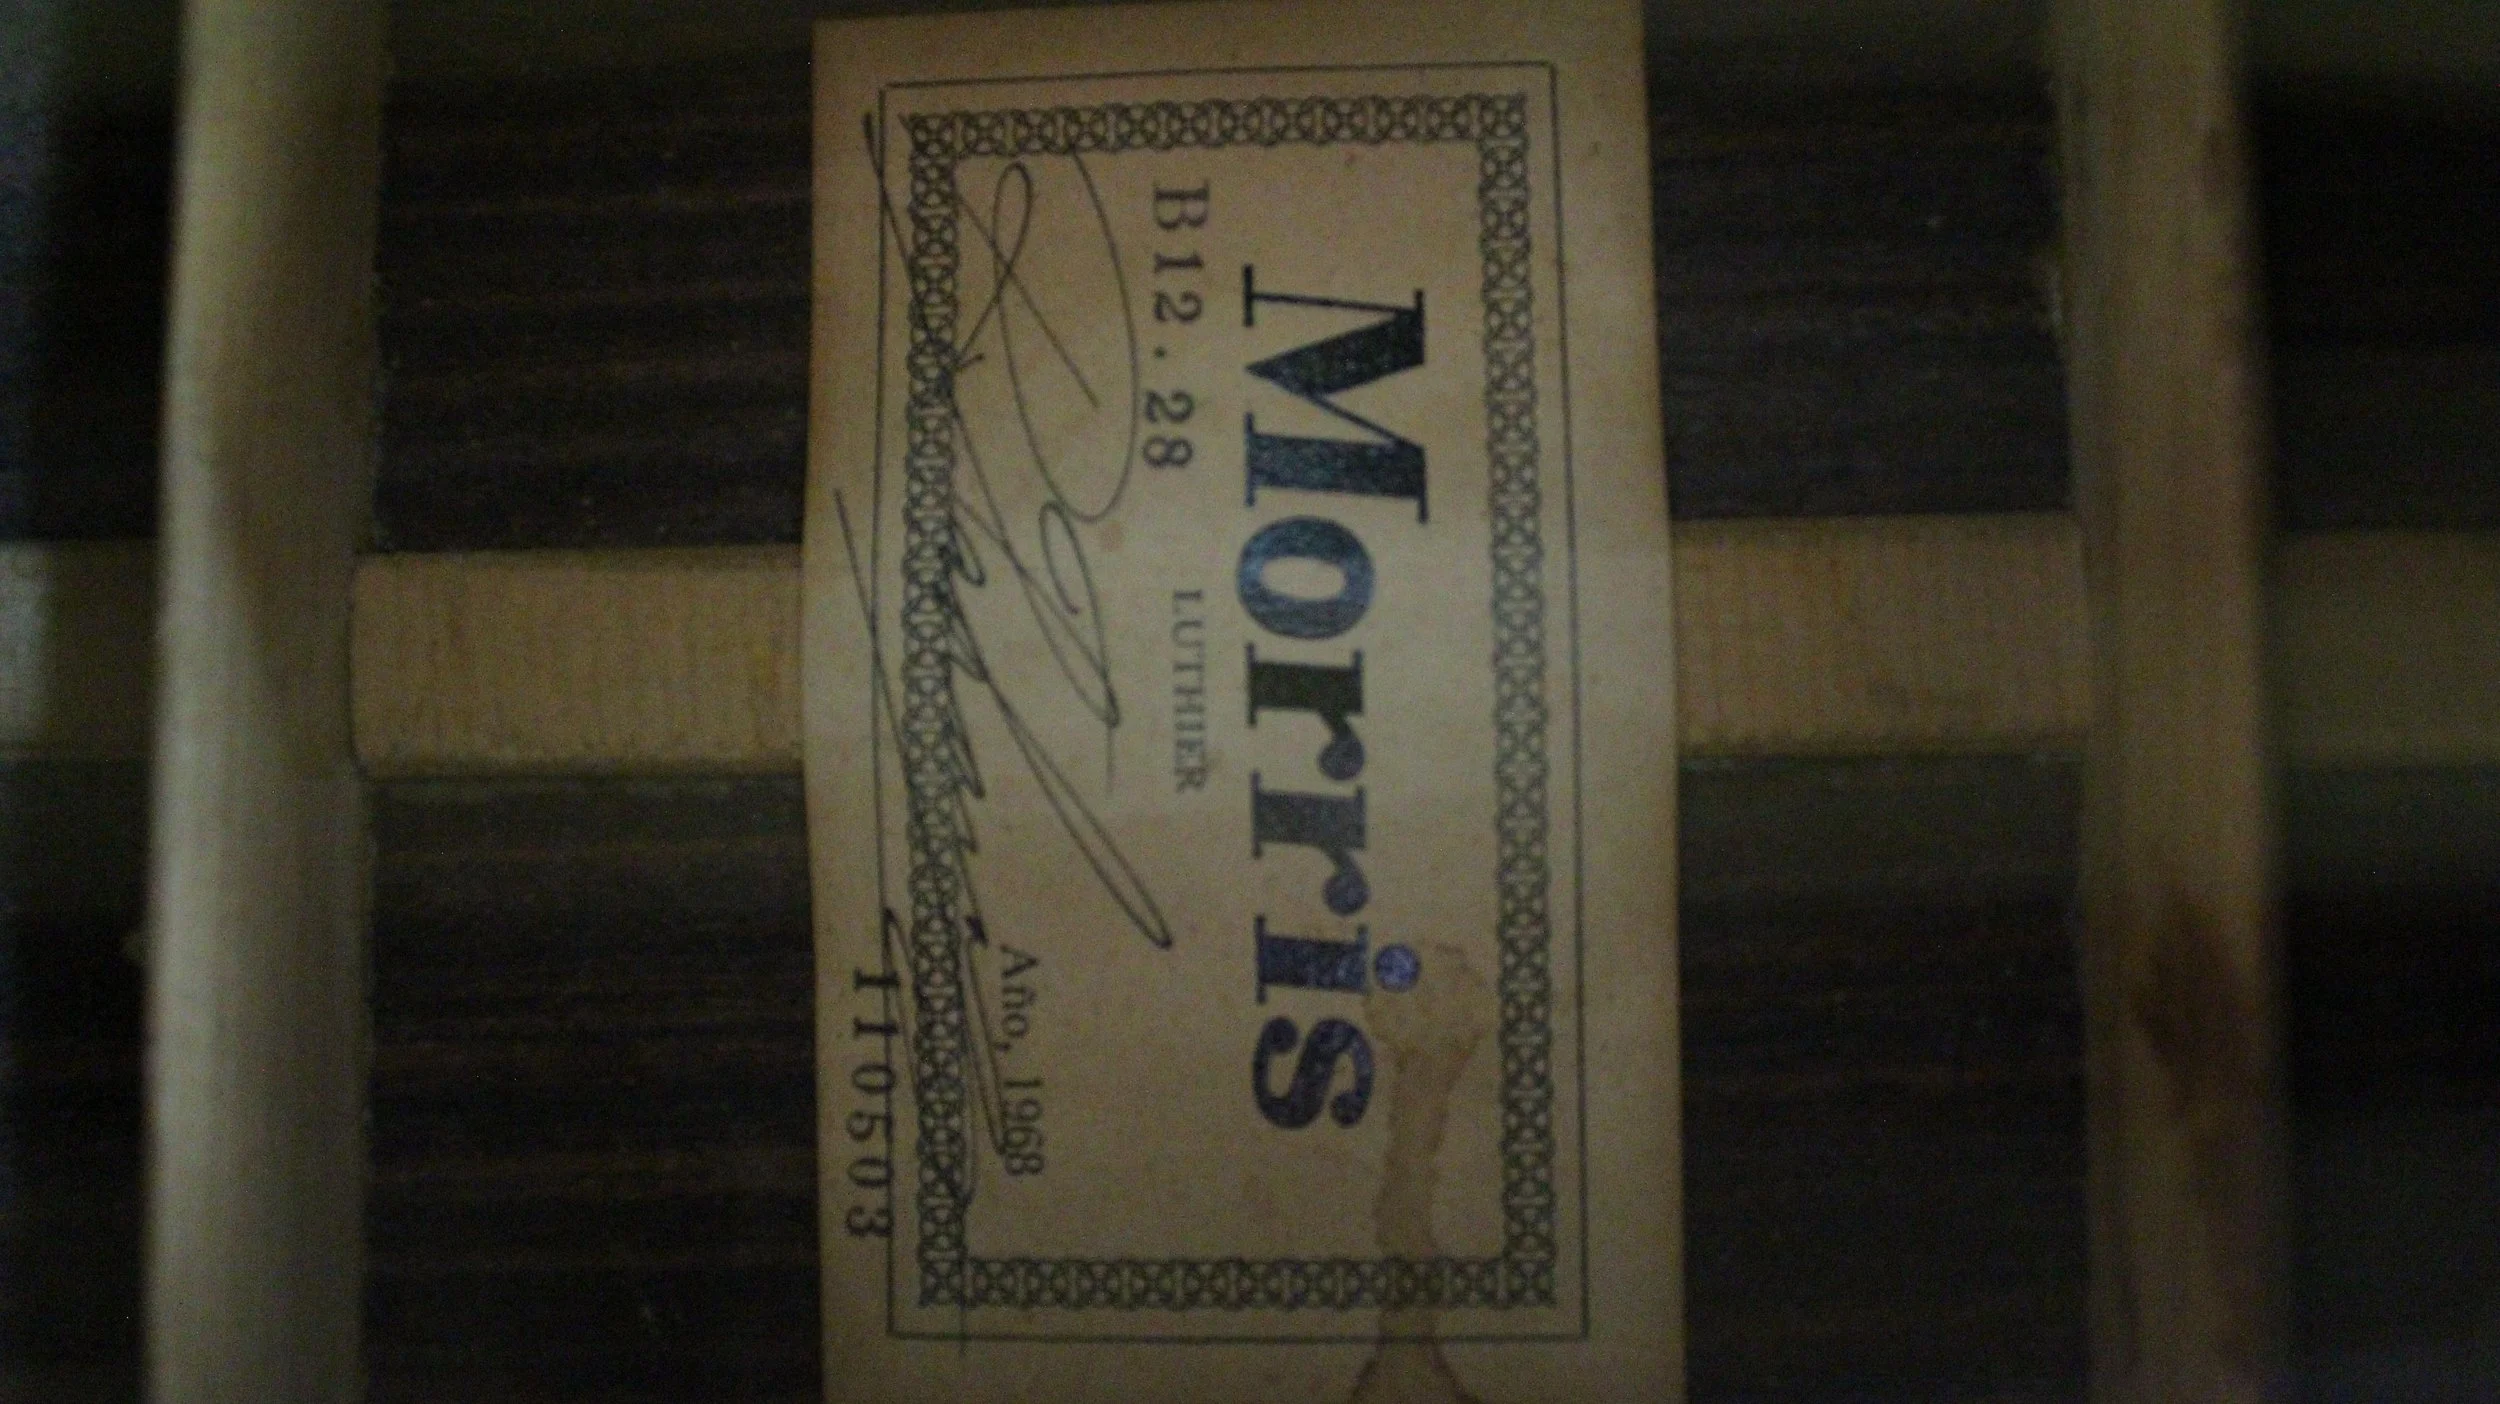 Morris
B12.28 LUTHIER
Año, 1968
110503